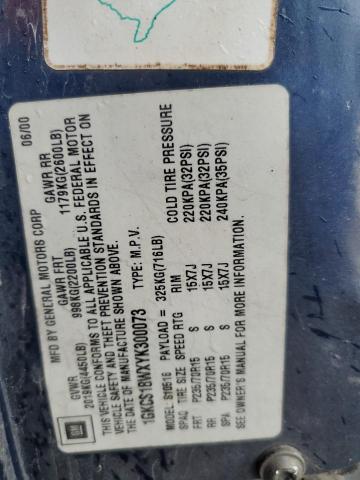 GM
MFD BY GENERAL MOTORS CORP 06/00
GVWR GAWR FRT GAWR RR
2019KG(4450LB) 998KG(2200LB) 1179KG(2600LB)
THIS VEHICLE CONFORMS TO ALL APPLICABLE U.S. FEDERAL MOTOR
VEHICLE SAFETY AND THEFT PREVENTION STANDARDS IN EFFECT ON
THE DATE OF MANUFACTURE SHOWN ABOVE.
1GKCS18WXYK300073 TYPE: M.P.V.
MODEL: S10516 PAYLOAD = 325KG(716LB)
SPAQ TIRE SIZE SPEED RTG RIM COLD TIRE PRESSURE
FRT P235/70R15 S 15X7J 220KPA(32PSI)
RR P235/70R15 S 15X7J 220KPA(32PSI)
SPA P235/70R15 S 15X7J 240KPA(35PSI)
SEE OWNER'S MANUAL FOR MORE INFORMATION.